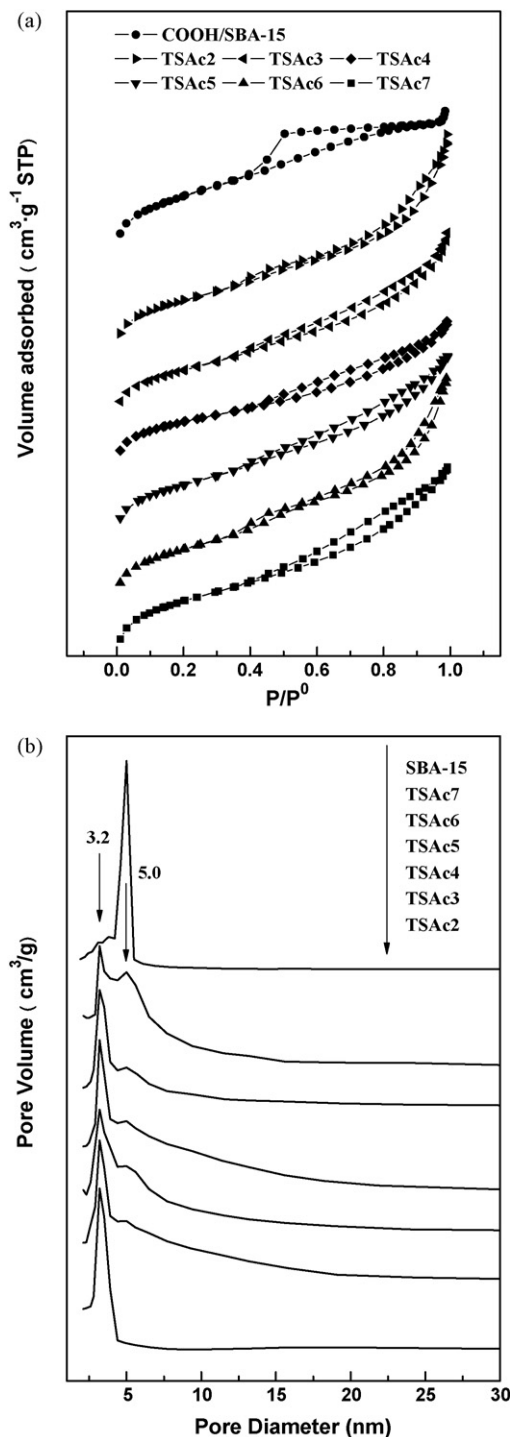 (a)
COOH/SBA-15
TSAc2 TSAc3 TSAc4
TSAc5 TSAc6 TSAc7
Volume adsorbed ( cm³·g⁻¹ STP)
0.0 0.2 0.4 0.6 0.8 1.0
P/P⁰
(b)
SBA-15
TSAc7
TSAc6
TSAc5
TSAc4
TSAc3
TSAc2
3.2
5.0
Pore Volume ( cm³/g)
5 10 15 20 25 30
Pore Diameter (nm)